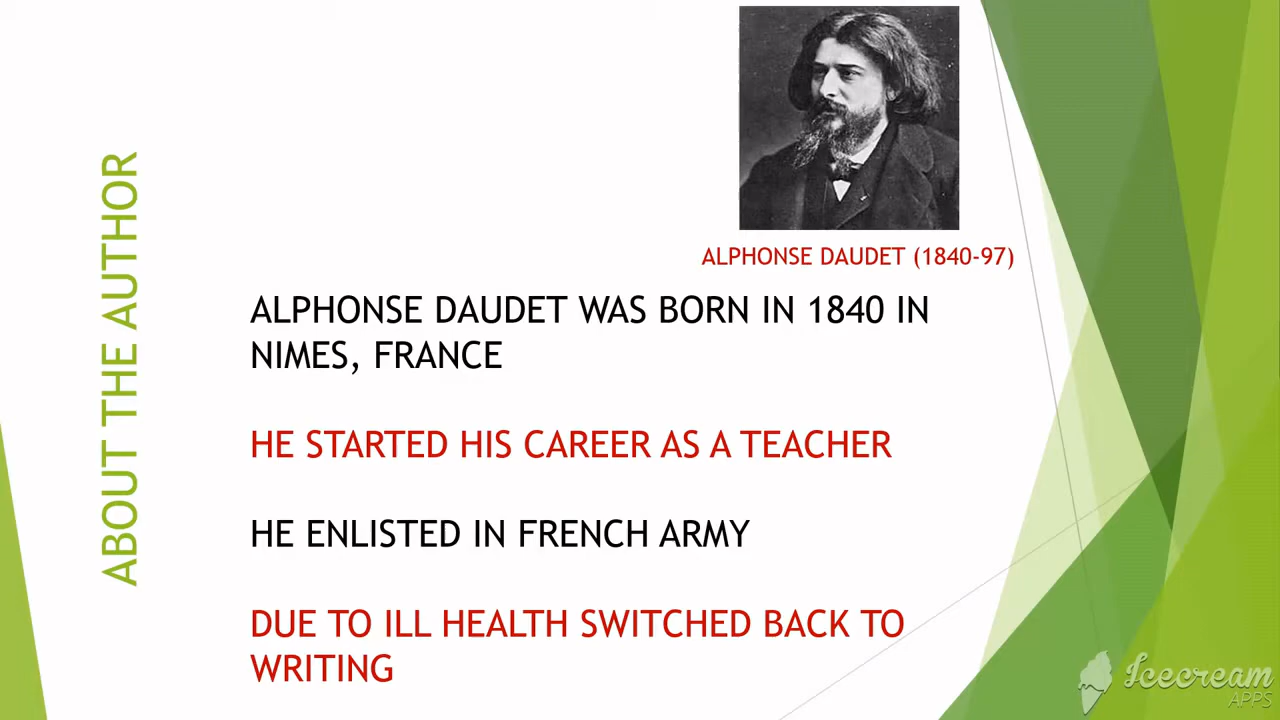 ABOUT THE AUTHOR
ALPHONSE DAUDET (1840-97)
ALPHONSE DAUDET WAS BORN IN 1840 IN
NIMES, FRANCE
HE STARTED HIS CAREER AS A TEACHER
HE ENLISTED IN FRENCH ARMY
DUE TO ILL HEALTH SWITCHED BACK TO
WRITING
Icecream
APPS